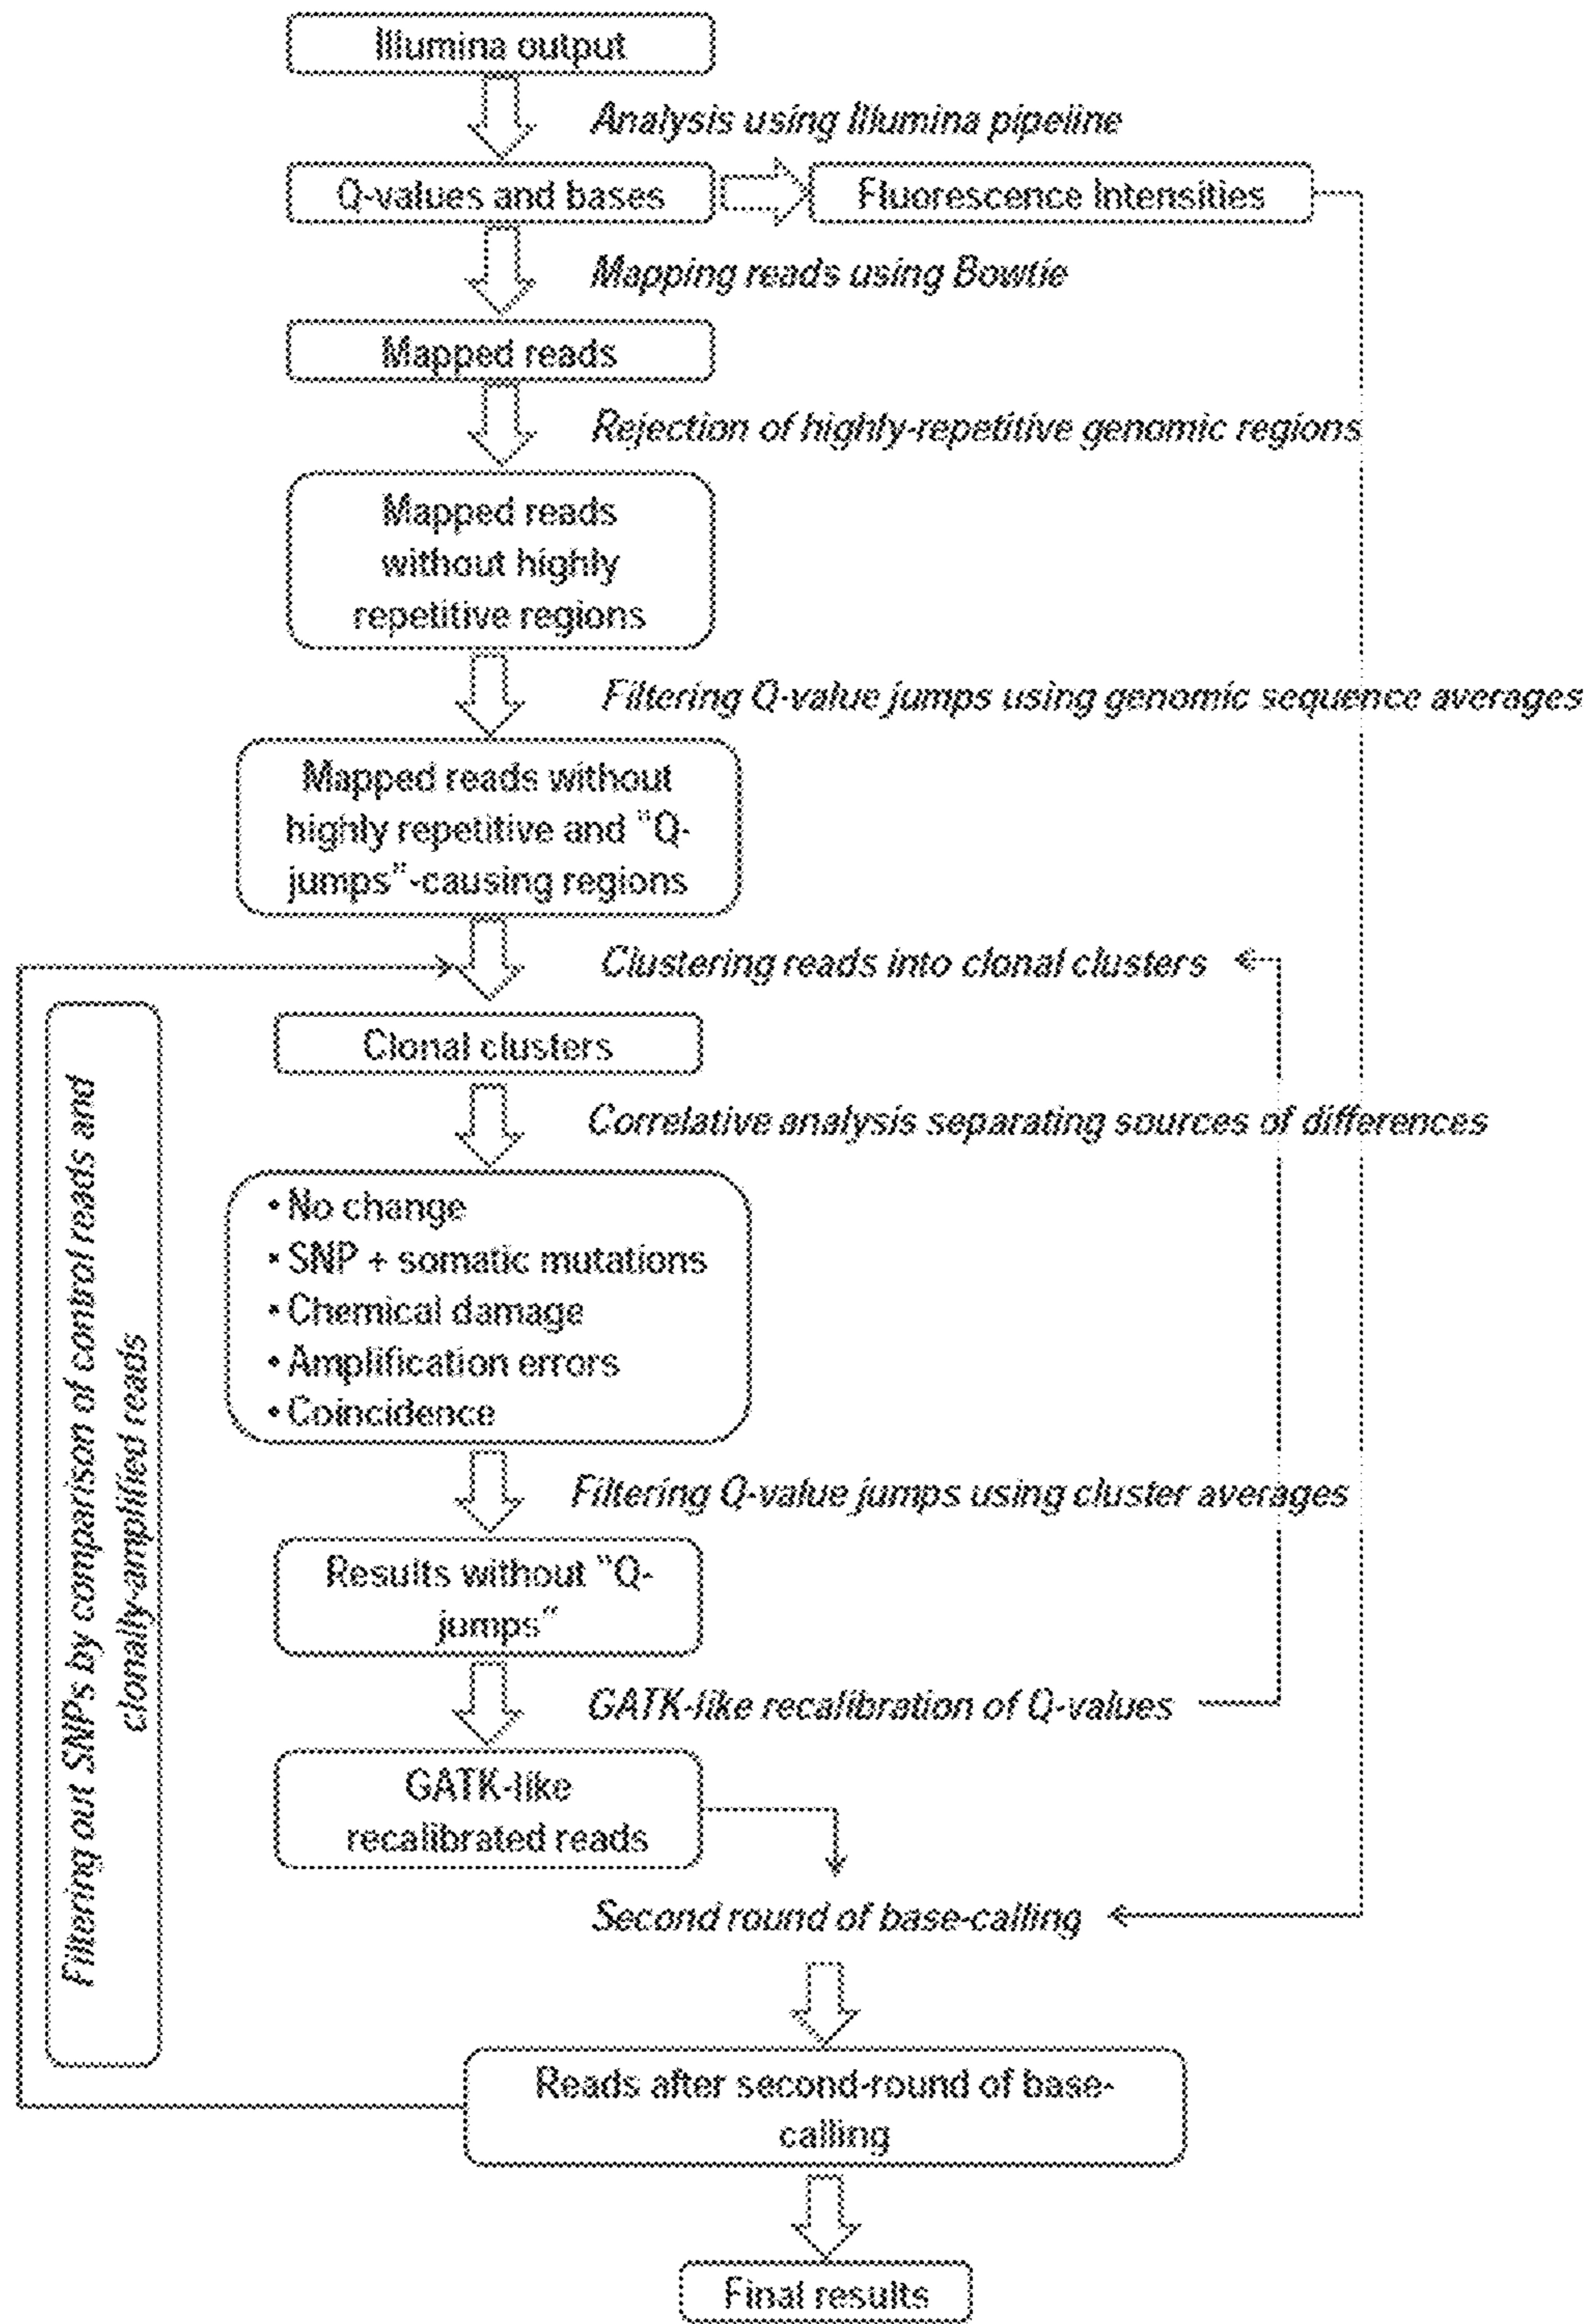 Illumina output
Analysis using Illumina pipeline
Q-values and bases
Fluorescence Intensities
Mapping reads using Bowtie
Mapped reads
Rejection of highly-repetitive genomic regions
Mapped reads
without highly
repetitive regions
Filtering Q-value jumps using genomic sequence averages
Mapped reads without
highly repetitive and "Q-
jumps"-causing regions
Clustering reads into clonal clusters
Clonal clusters
Correlative analysis separating sources of differences
• No change
• SNP + somatic mutations
• Chemical damage
• Amplification errors
• Coincidence
Filtering Q-value jumps using cluster averages
Results without "Q-
jumps"
GATK-like recalibration of Q-values
GATK-like
recalibrated reads
Second round of base-calling
Filtering out SNPs by comparison of control reads and
clonally-amplified reads
Reads after second-round of base-
calling
Final results